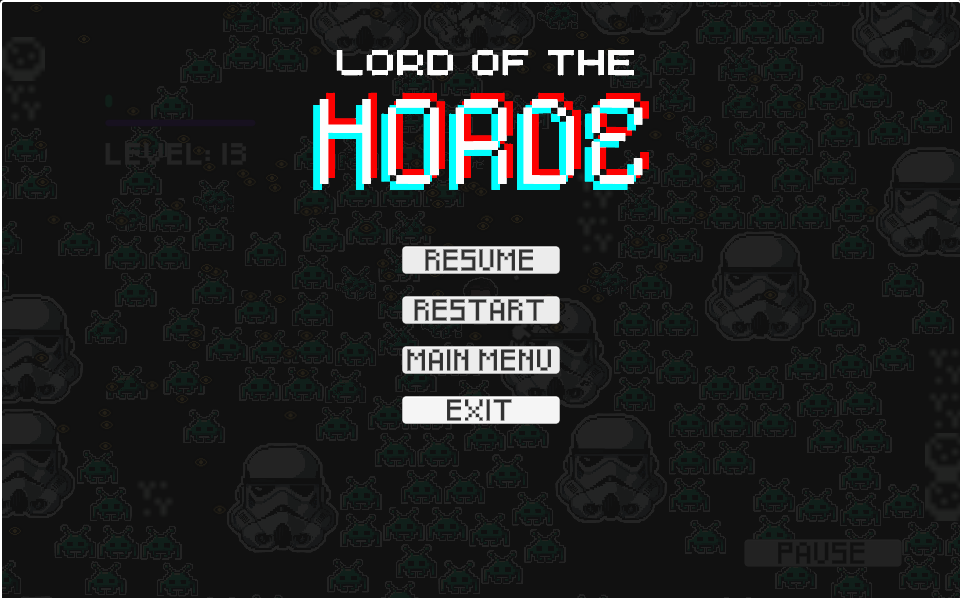 LORD OF THE
HORDE
LEVEL: 13
RESUME
RESTART
MAIN MENU
EXIT
PAUSE